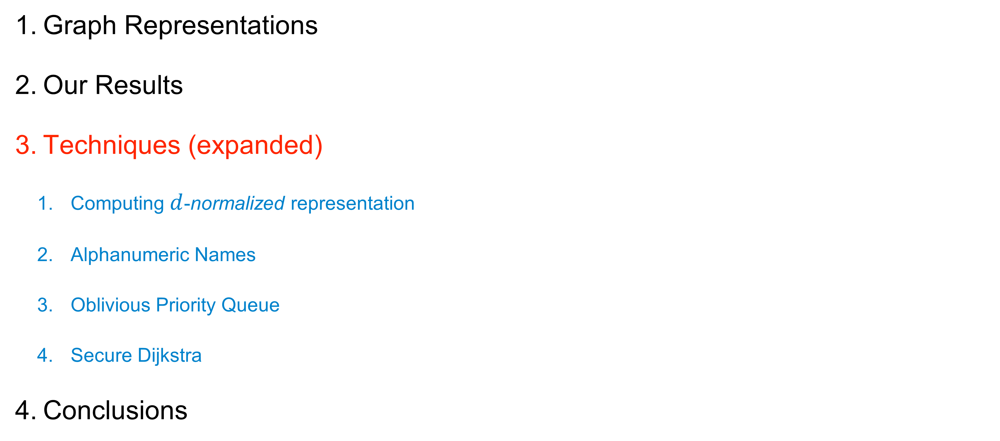 1. Graph Representations
2. Our Results
3. Techniques (expanded)
1. Computing d-normalized representation
2. Alphanumeric Names
3. Oblivious Priority Queue
4. Secure Dijkstra
4. Conclusions